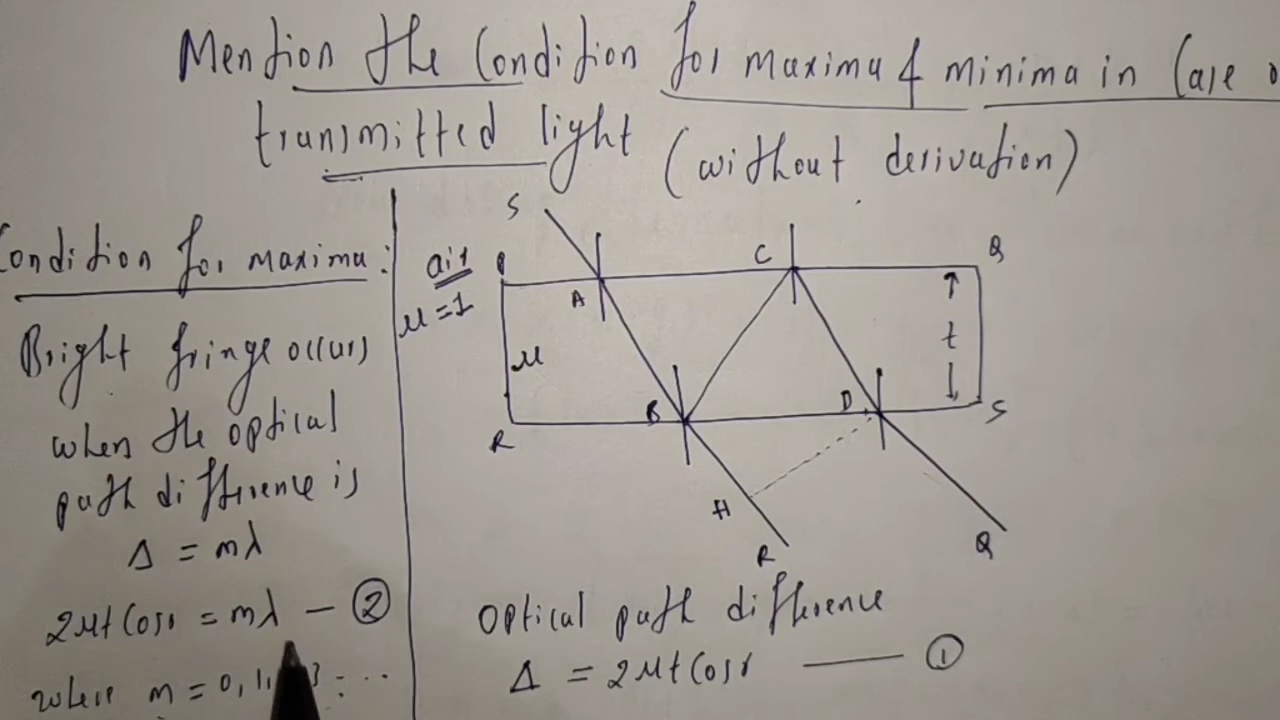 Mention the Condition for maxima & minima in Case
transmitted light (without derivation)
Condition for maxima:
Bright fringe occurs
when the optical
path difference is
Δ = mλ
2μt Cosr = mλ — ②
where m = 0, 1,
S
air
μ = 1
A
C
Q
μ
t
R
B
D
S
H
R
Q
Optical path difference
Δ = 2μt Cosr —— ①